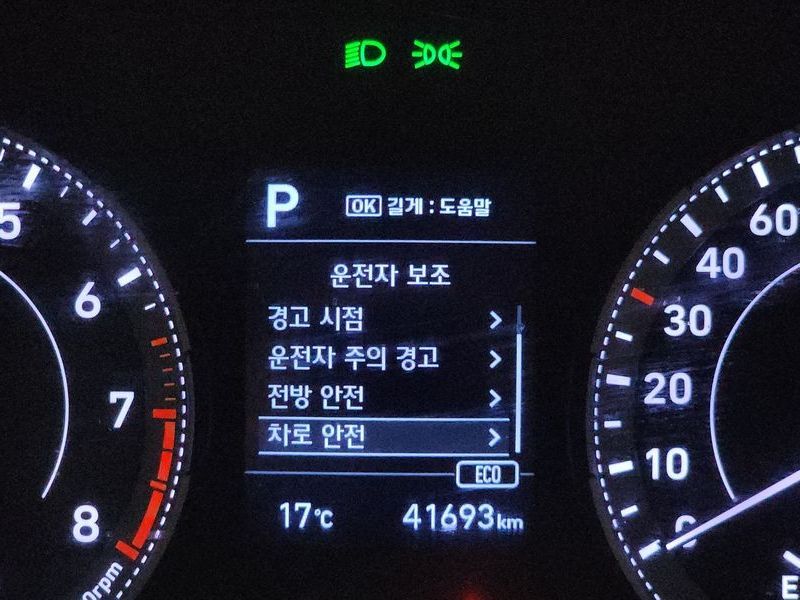 P
OK 길게 : 도움말
운전자 보조
경고 시점 >
운전자 주의 경고 >
전방 안전 >
차로 안전 >
ECO
17℃ 41693km
5
6
7
8
0rpm
60
40
30
20
10
0
E